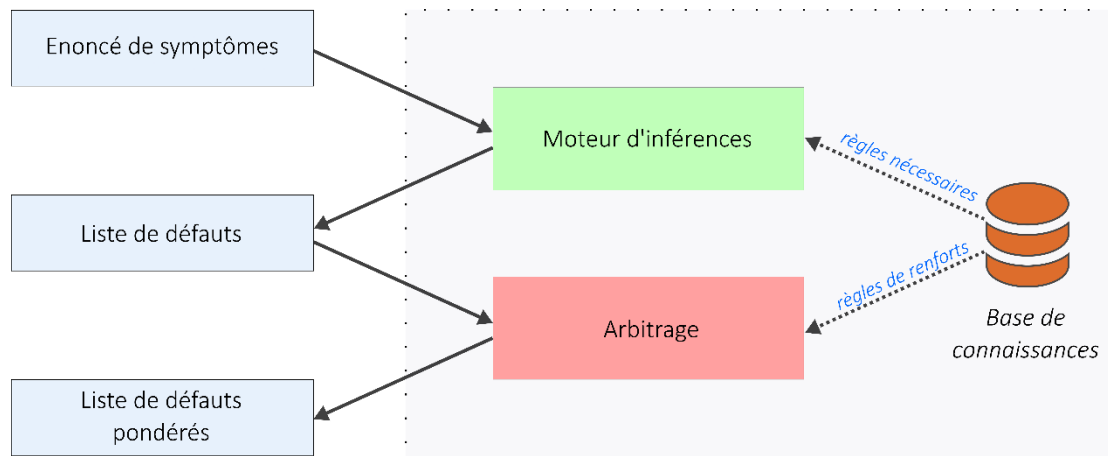 Enoncé de symptômes
Moteur d'inférences
règles nécessaires
Liste de défauts
règles de renforts
Arbitrage
Base de
connaissances
Liste de défauts
pondérés